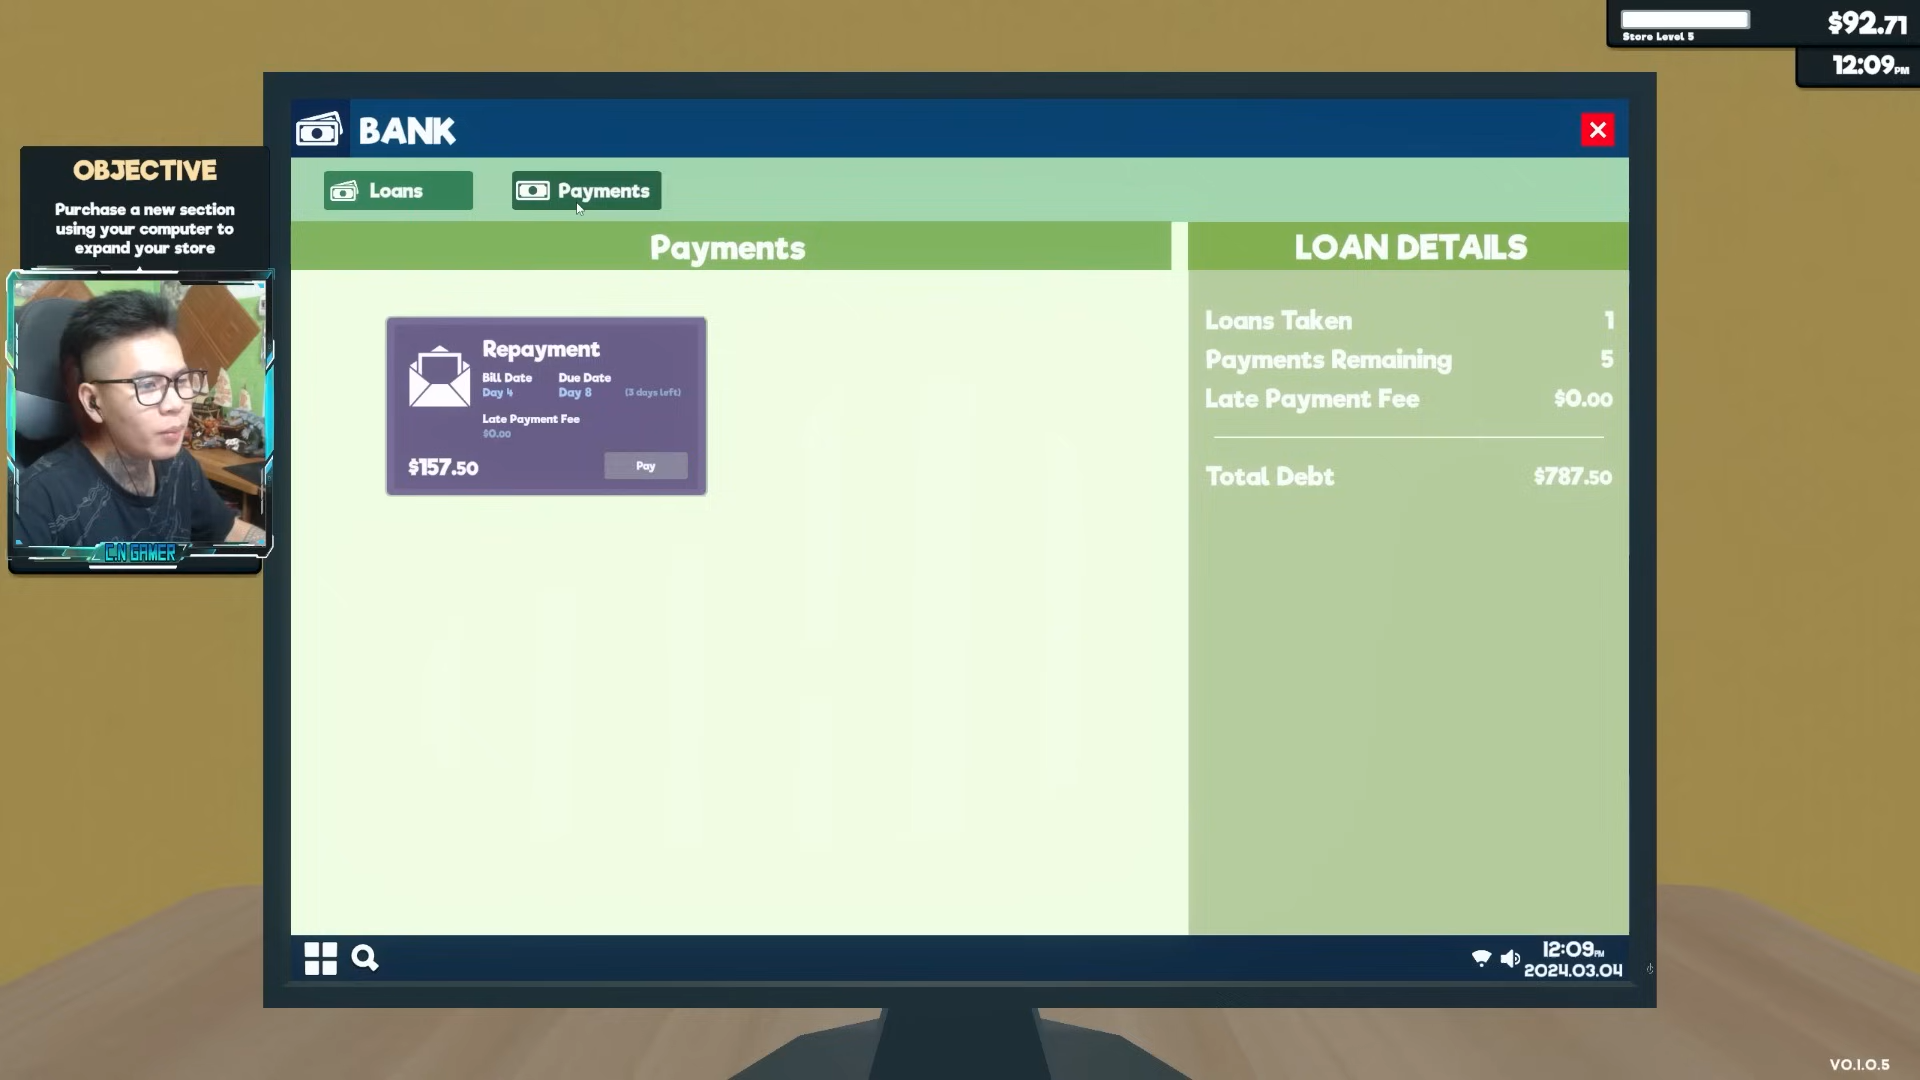 $92.71
Store Level 5
12:09PM
BANK
OBJECTIVE
Purchase a new section
using your computer to
expand your store
Loans
Payments
Payments
LOAN DETAILS
Repayment
Bill Date
Due Date
Day 4
Day 8
(3 days left)
Late Payment Fee
$0.00
$157.50
Pay
Loans Taken
1
Payments Remaining
5
Late Payment Fee
$0.00
Total Debt
$787.50
C.N GAMER
12:09PM
2024.03.04
V0.1.0.5